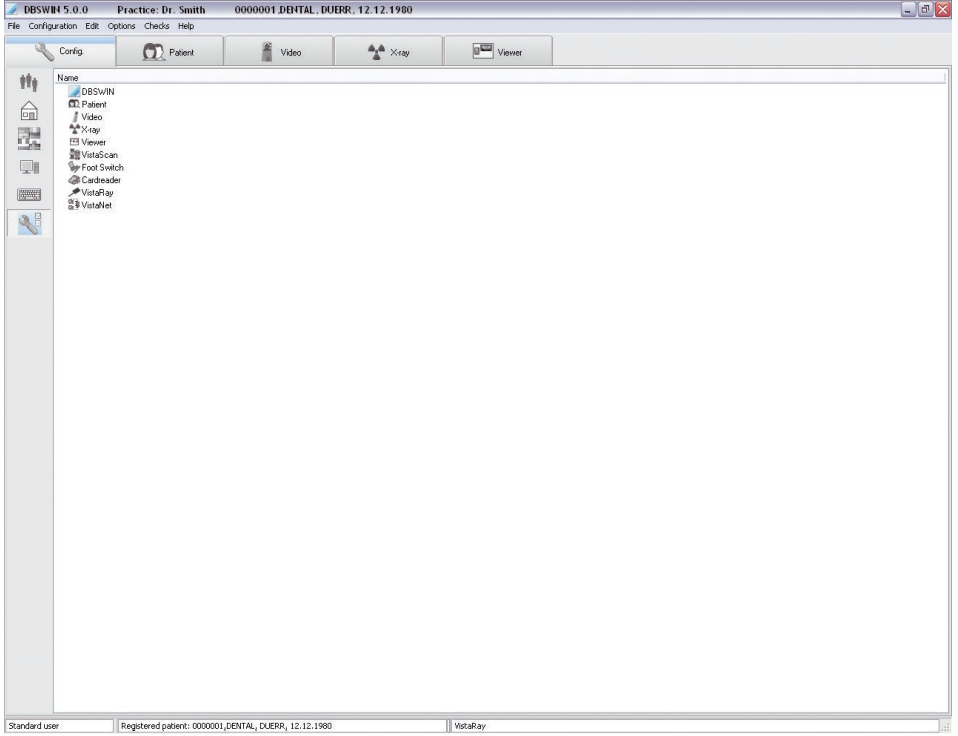 DBSWIN 5.0.0 Practice: Dr. Smith 0000001,DENTAL, DUERR, 12.12.1980
File Configuration Edit Options Checks Help
Config. Patient Video X-ray Viewer
Name
DBSWIN
Patient
Video
X-ray
Viewer
VistaScan
Foot Switch
Cardreader
VistaRay
VistaNet
Standard user Registered patient: 0000001,DENTAL, DUERR, 12.12.1980 VistaRay